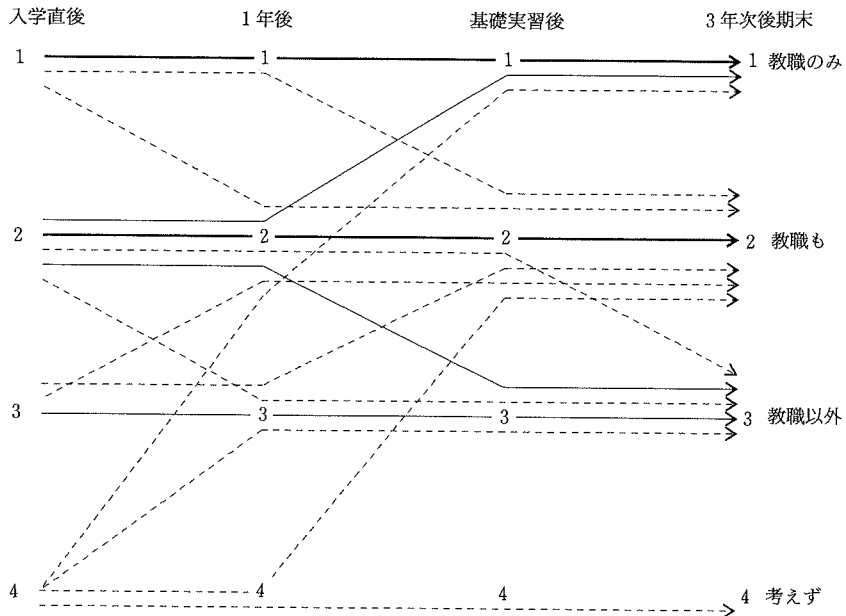 入学直後 1年後 基礎実習後 3年次後期末
1 1 1 1 教職のみ
2 2 2 2 教職も
3 3 3 3 教職以外
4 4 4 4 考えず